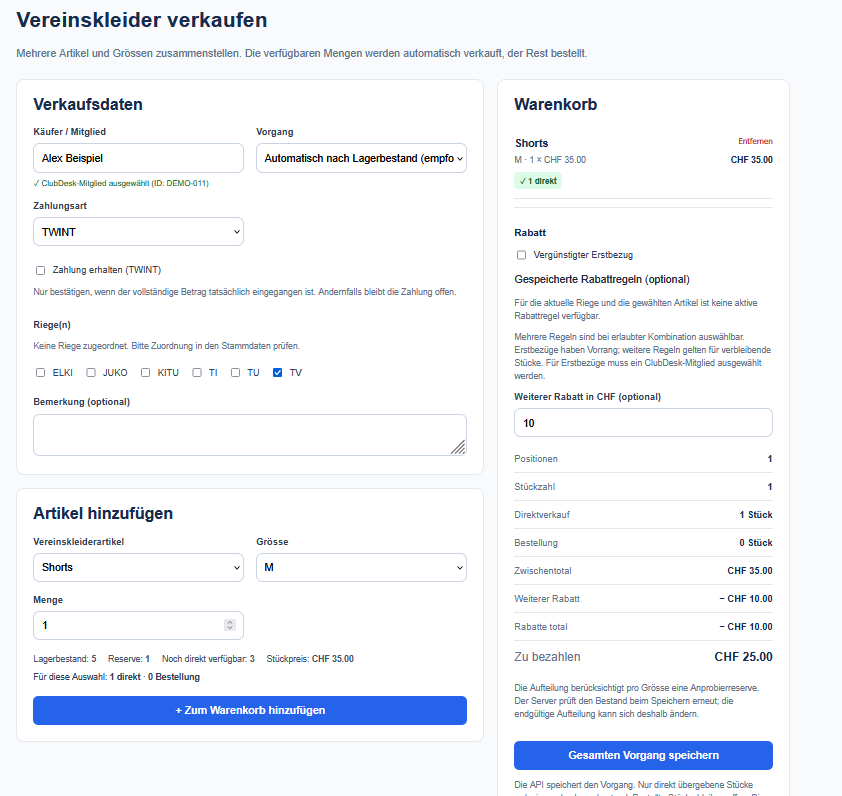 Vereinskleider verkaufen
Mehrere Artikel und Grössen zusammenstellen. Die verfügbaren Mengen werden automatisch verkauft, der Rest bestellt.
Verkaufsdaten
Käufer / Mitglied
Vorgang
Alex Beispiel
Automatisch nach Lagerbestand (empfo
✓ ClubDesk-Mitglied ausgewählt (ID: DEMO-011)
Zahlungsart
TWINT
Zahlung erhalten (TWINT)
Nur bestätigen, wenn der vollständige Betrag tatsächlich eingegangen ist. Andernfalls bleibt die Zahlung offen.
Riege(n)
Keine Riege zugeordnet. Bitte Zuordnung in den Stammdaten prüfen.
ELKI JUKO KITU TI TU TV
Bemerkung (optional)
Artikel hinzufügen
Vereinskleiderartikel
Grösse
Shorts
M
Menge
1
Lagerbestand: 5 Reserve: 1 Noch direkt verfügbar: 3 Stückpreis: CHF 35.00
Für diese Auswahl: 1 direkt · 0 Bestellung
+ Zum Warenkorb hinzufügen
Warenkorb
Shorts Entfernen
M · 1 × CHF 35.00 CHF 35.00
✓ 1 direkt
Rabatt
Vergünstigter Erstbezug
Gespeicherte Rabattregeln (optional)
Für die aktuelle Riege und die gewählten Artikel ist keine aktive
Rabattregel verfügbar.
Mehrere Regeln sind bei erlaubter Kombination auswählbar.
Erstbezüge haben Vorrang; weitere Regeln gelten für verbleibende
Stücke. Für Erstbezüge muss ein ClubDesk-Mitglied ausgewählt
werden.
Weiterer Rabatt in CHF (optional)
10
Positionen 1
Stückzahl 1
Direktverkauf 1 Stück
Bestellung 0 Stück
Zwischentotal CHF 35.00
Weiterer Rabatt − CHF 10.00
Rabatte total − CHF 10.00
Zu bezahlen CHF 25.00
Die Aufteilung berücksichtigt pro Grösse eine Anprobierreserve.
Der Server prüft den Bestand beim Speichern erneut; die
endgültige Aufteilung kann sich deshalb ändern.
Gesamten Vorgang speichern
Die API speichert den Vorgang. Nur direkt übergebene Stücke